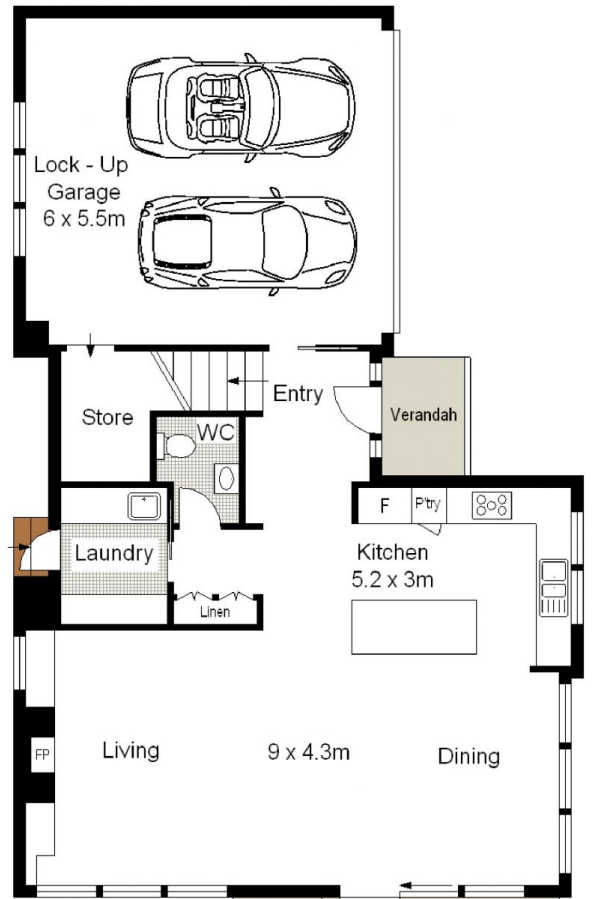 Lock - Up
Garage
6 x 5.5m
Store
Entry
Verandah
WC
F
P'try
Laundry
Kitchen
5.2 x 3m
Linen
FP
Living
9 x 4.3m
Dining